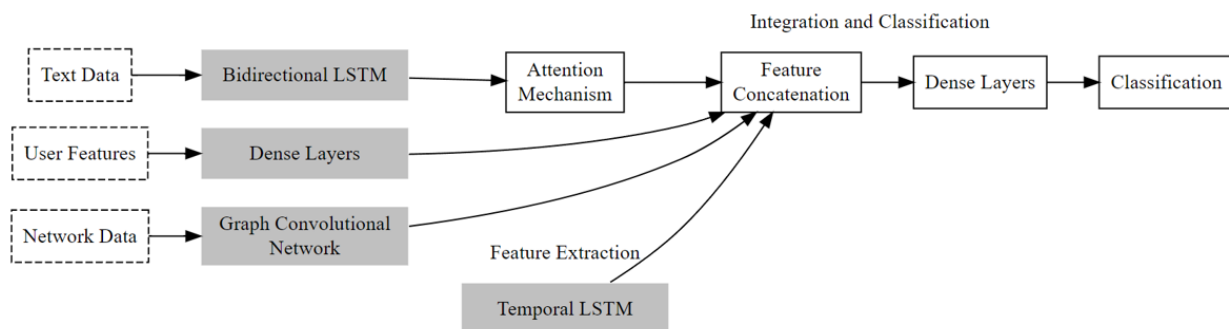 Integration and Classification
Text Data
Bidirectional LSTM
Attention
Mechanism
Feature
Concatenation
Dense Layers
Classification
User Features
Dense Layers
Network Data
Graph Convolutional
Network
Feature Extraction
Temporal LSTM